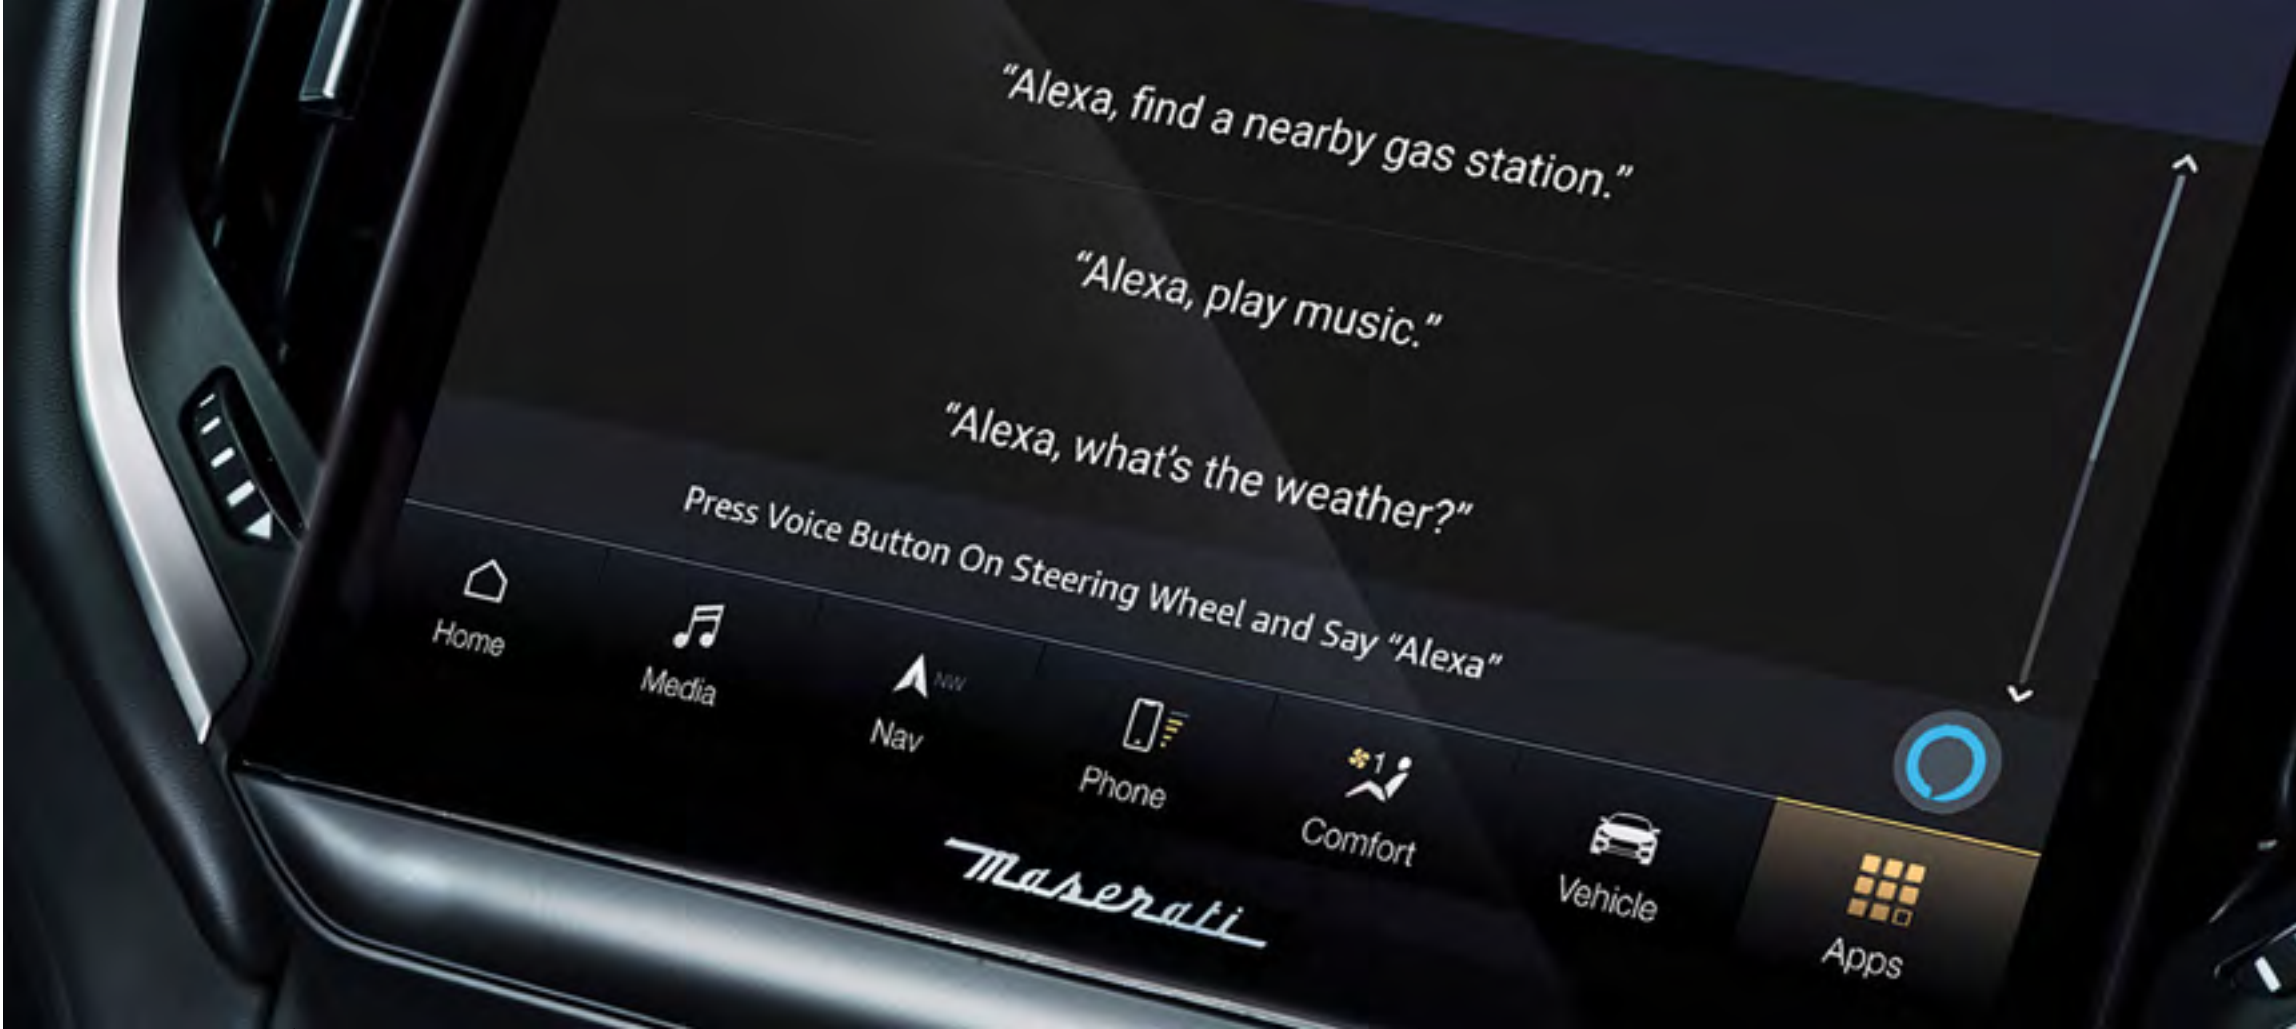 “Alexa, find a nearby gas station.”
“Alexa, play music.”
“Alexa, what's the weather?”
Press Voice Button On Steering Wheel and Say “Alexa”
Home
Media
NW
Nav
Phone
1
Comfort
Vehicle
Apps
Maserati